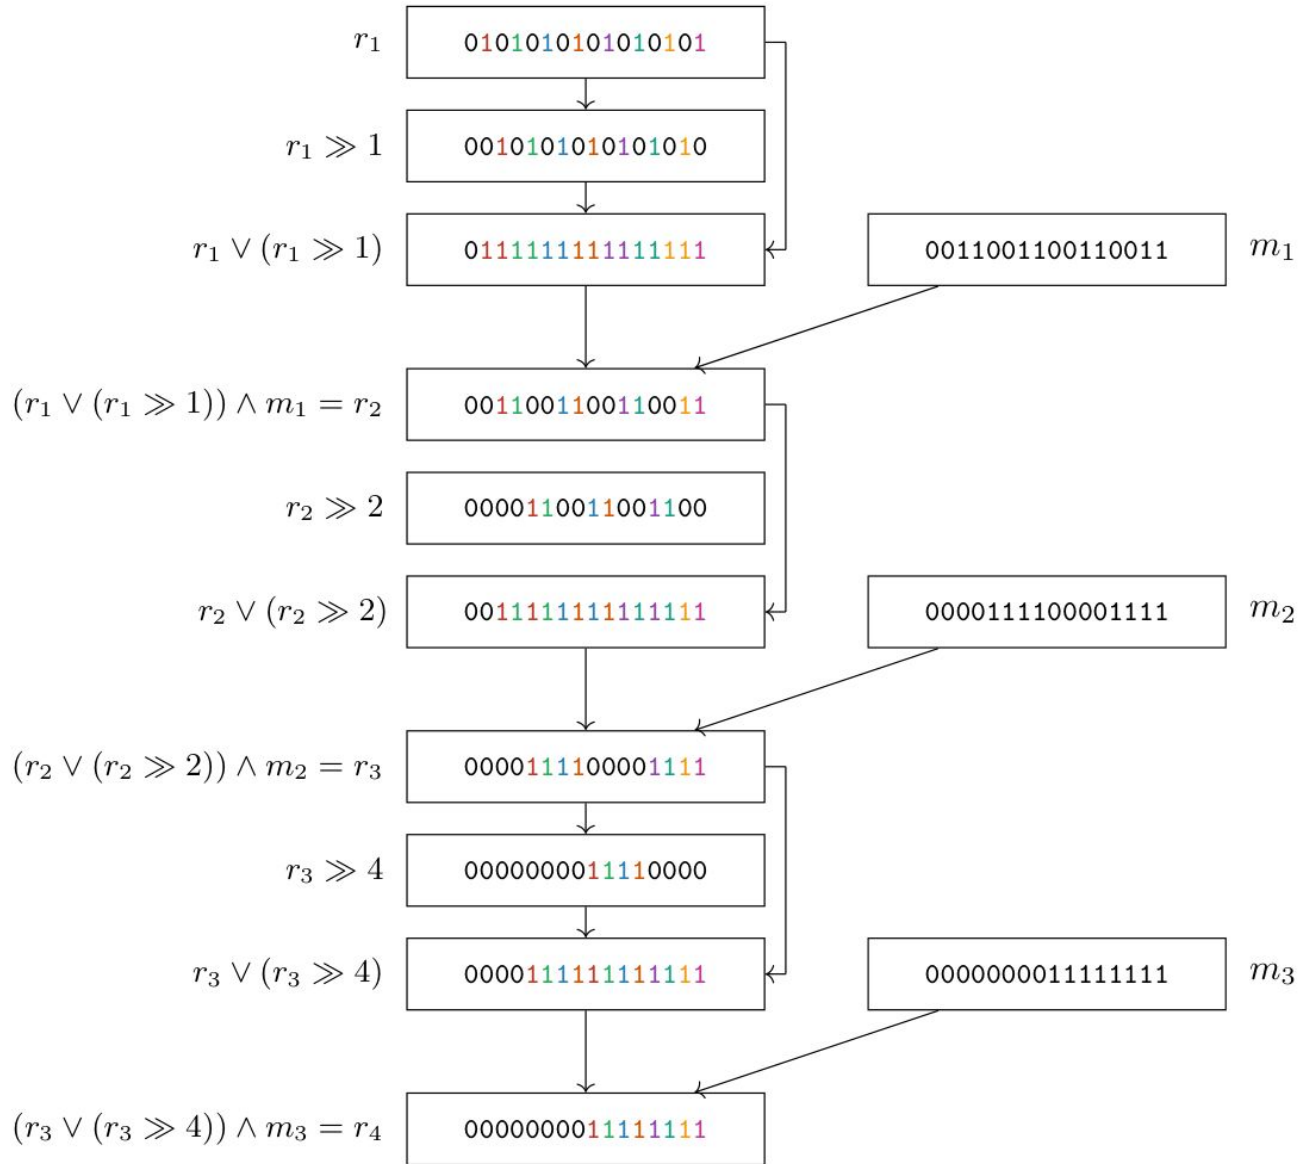 r₁ 0101010101010101
r₁ ≫ 1 0010101010101010
r₁ ∨ (r₁ ≫ 1) 0111111111111111 0011001100110011 m₁
(r₁ ∨ (r₁ ≫ 1)) ∧ m₁ = r₂ 0011001100110011
r₂ ≫ 2 0000110011001100
r₂ ∨ (r₂ ≫ 2) 0011111111111111 0000111100001111 m₂
(r₂ ∨ (r₂ ≫ 2)) ∧ m₂ = r₃ 0000111100001111
r₃ ≫ 4 0000000011110000
r₃ ∨ (r₃ ≫ 4) 0000111111111111 0000000011111111 m₃
(r₃ ∨ (r₃ ≫ 4)) ∧ m₃ = r₄ 0000000011111111